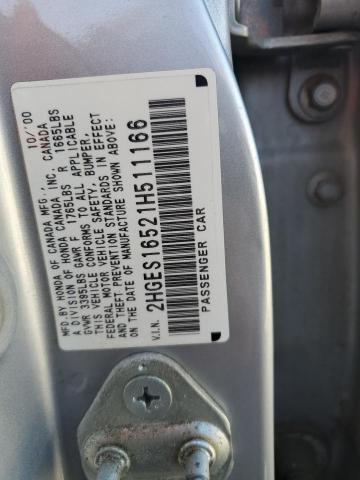 MFD. BY: HONDA OF CANADA MFG., CANADA 10/'00
A DIVISION OF HONDA CANADA INC.
GVWR 3395LBS GAWR F 1765LBS R 1665LBS
THIS VEHICLE CONFORMS TO ALL APPLICABLE
FEDERAL MOTOR VEHICLE SAFETY, BUMPER,
AND THEFT PREVENTION STANDARDS IN EFFECT
ON THE DATE OF MANUFACTURE SHOWN ABOVE:
V.I.N. 2HGES16521H511166
PASSENGER CAR